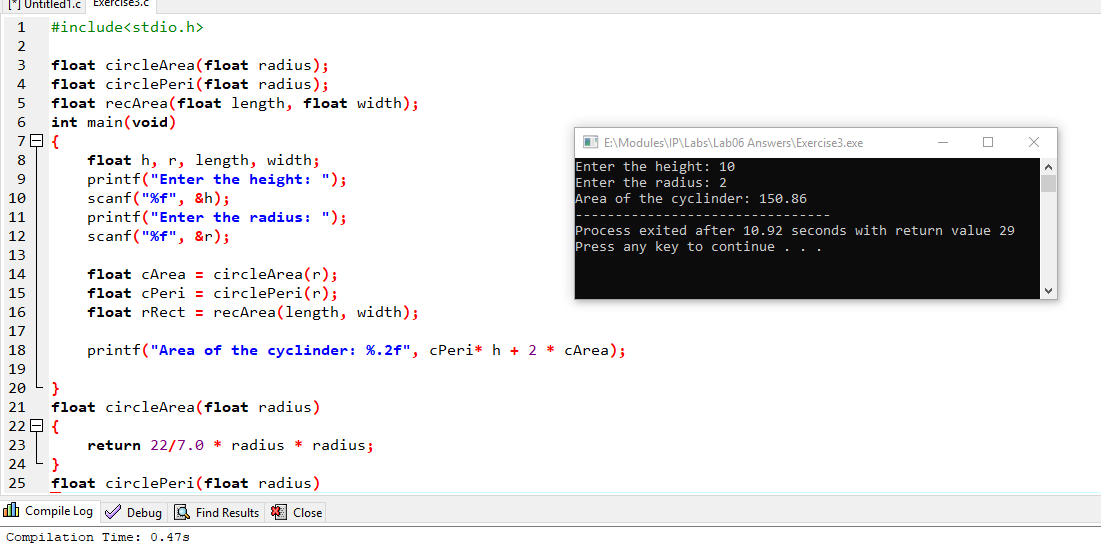 [*] Untitled1.c Exercise3.c
1 #include<stdio.h>
2
3 float circleArea(float radius);
4 float circlePeri(float radius);
5 float recArea(float length, float width);
6 int main(void)
7 {
8 float h, r, length, width;
9 printf("Enter the height: ");
10 scanf("%f", &h);
11 printf("Enter the radius: ");
12 scanf("%f", &r);
13
14 float cArea = circleArea(r);
15 float cPeri = circlePeri(r);
16 float rRect = recArea(length, width);
17
18 printf("Area of the cyclinder: %.2f", cPeri* h + 2 * cArea);
19
20 }
21 float circleArea(float radius)
22 {
23 return 22/7.0 * radius * radius;
24 }
25 float circlePeri(float radius)
E:\Modules\IP\Labs\Lab06 Answers\Exercise3.exe
Enter the height: 10
Enter the radius: 2
Area of the cyclinder: 150.86
--------------------------------
Process exited after 10.92 seconds with return value 29
Press any key to continue . . .
Compile Log Debug Find Results Close
Compilation Time: 0.47s